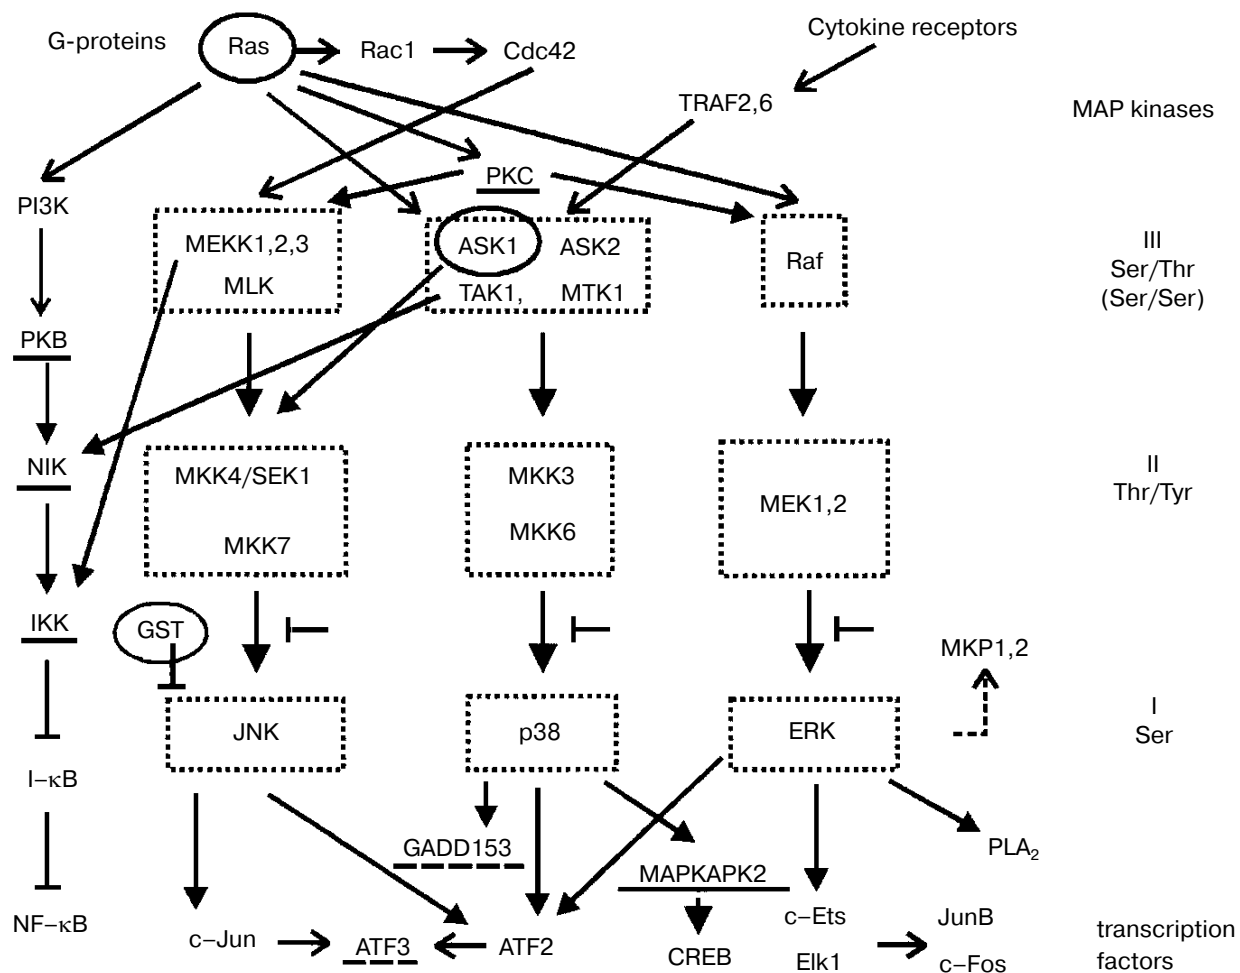 G-proteins
Ras
Rac1
Cdc42
Cytokine receptors
TRAF2,6
MAP kinases
PKC
PI3K
MEKK1,2,3
MLK
ASK1
ASK2
TAK1,
MTK1
Raf
III
Ser/Thr
(Ser/Ser)
PKB
NIK
MKK4/SEK1
MKK7
MKK3
MKK6
MEK1,2
II
Thr/Tyr
IKK
GST
MKP1,2
JNK
p38
ERK
I
Ser
I–κB
GADD153
MAPKAPK2
PLA2
NF–κB
c–Jun
ATF3
ATF2
CREB
c–Ets
Elk1
JunB
c–Fos
transcription
factors